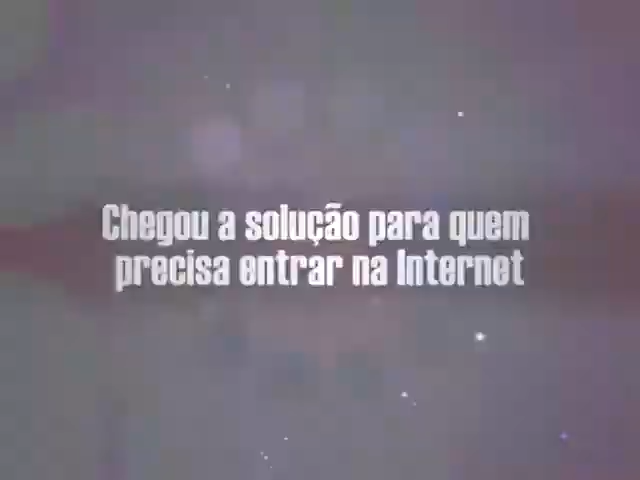 Chegou a solução para quem
precisa entrar na Internet